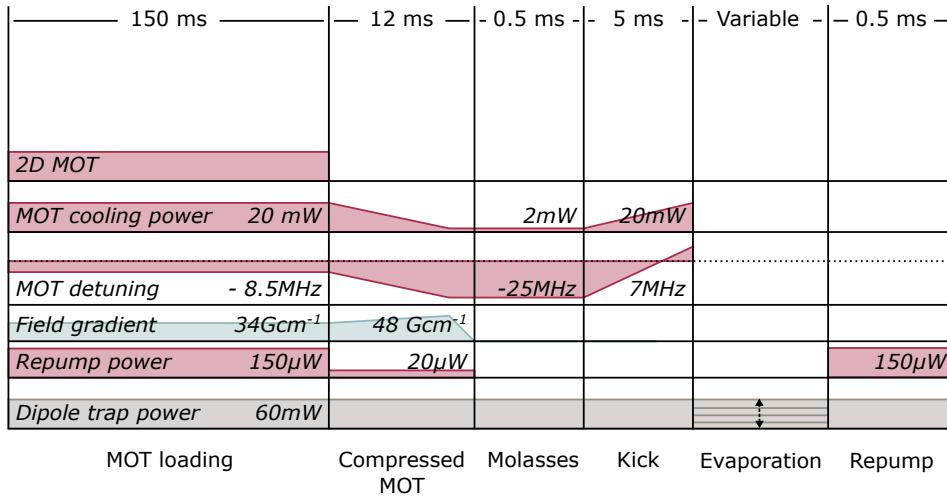 150 ms 12 ms 0.5 ms 5 ms Variable 0.5 ms
2D MOT
MOT cooling power 20 mW 2mW 20mW
MOT detuning - 8.5MHz -25MHz 7MHz
Field gradient 34Gcm⁻¹ 48 Gcm⁻¹
Repump power 150µW 20µW 150µW
Dipole trap power 60mW
MOT loading Compressed Molasses Kick Evaporation Repump
MOT